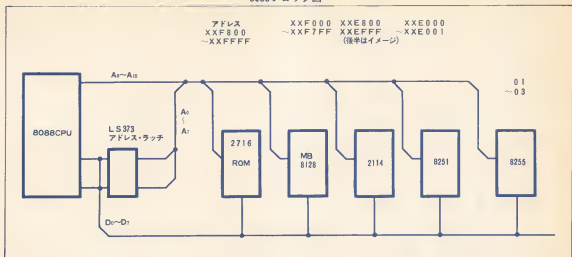 アドレス
XXF800
～XXFFFF
XXF000
～XXF7FF
XXE800
XXEFFF
(後半はイメージ)
XXE000
～XXE001
01
～03
A₈～A₁₅
8088CPU
LS373
アドレス・ラッチ
A₀
～
A₇
2716
ROM
MB
8128
2114
8251
8255
D₀～D₇